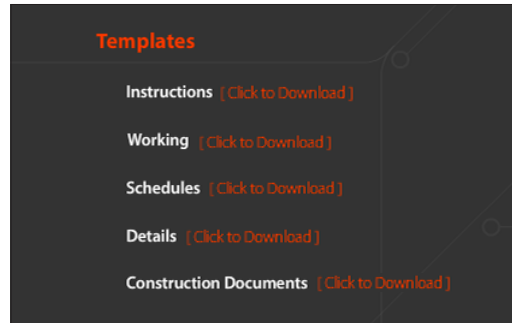 Templates
Instructions [ Click to Download ]
Working [ Click to Download ]
Schedules [ Click to Download ]
Details [ Click to Download ]
Construction Documents [ Click to Download ]